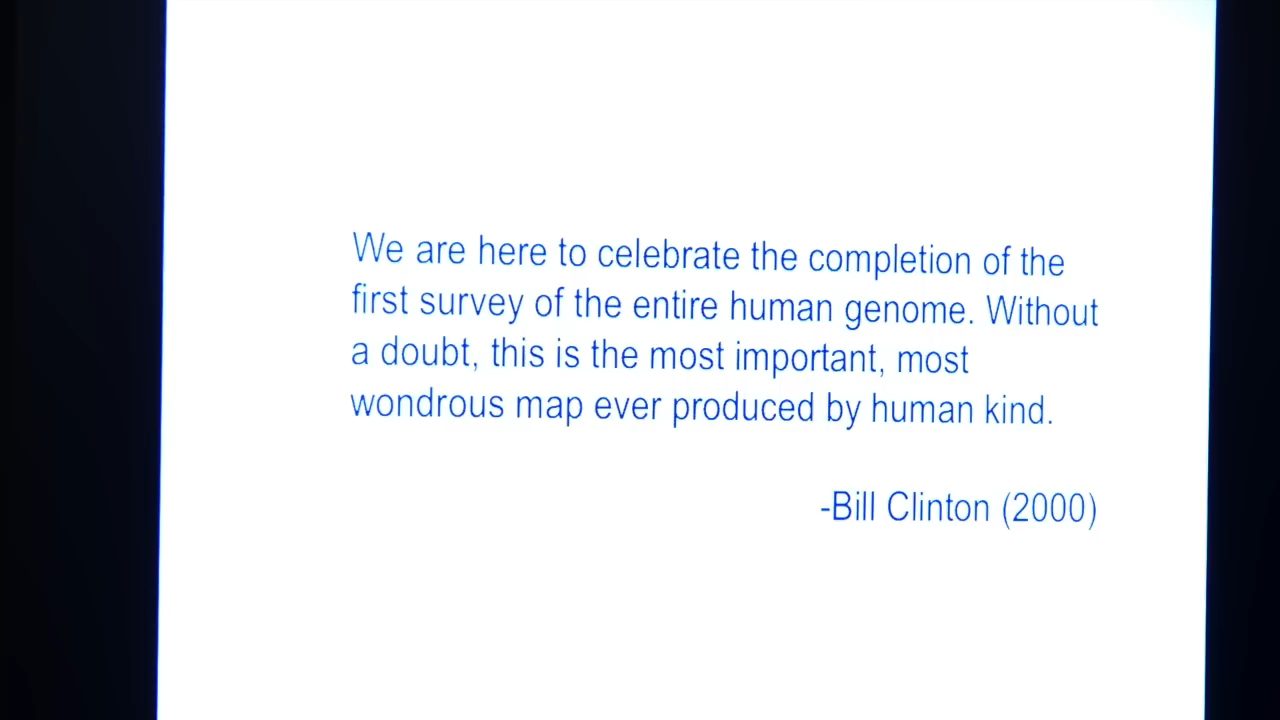 We are here to celebrate the completion of the
first survey of the entire human genome. Without
a doubt, this is the most important, most
wondrous map ever produced by human kind.
-Bill Clinton (2000)